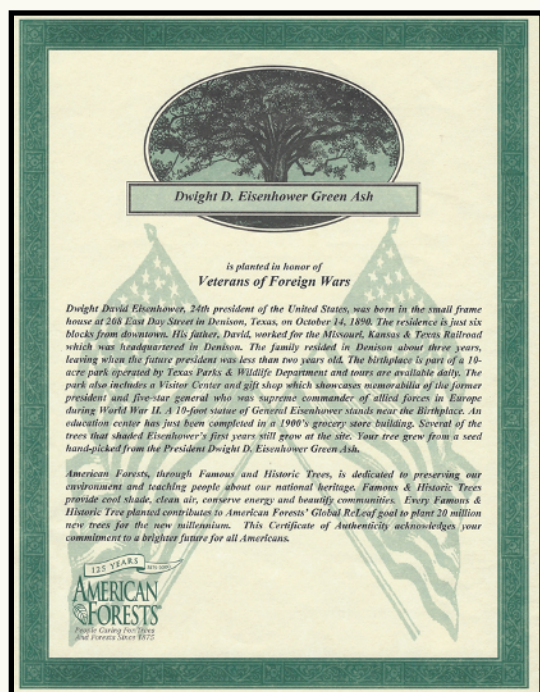 Dwight D. Eisenhower Green Ash
is planted in honor of
Veterans of Foreign Wars
Dwight David Eisenhower, 24th president of the United States, was born in the small frame
house at 208 East Day Street in Denison, Texas, on October 14, 1890. The residence is just six
blocks from downtown. His father, David, worked for the Missouri, Kansas & Texas Railroad
which was headquartered in Denison. The family resided in Denison about three years,
leaving when the future president was less than two years old. The birthplace is part of a 10-
acre park operated by Texas Parks & Wildlife Department and tours are available daily. The
park also includes a Visitor Center and gift shop which showcases memorabilia of the former
president and five-star general who was supreme commander of allied forces in Europe
during World War II. A 10-foot statue of General Eisenhower stands near the Birthplace. An
education center has just been completed in a 1900's grocery store building. Several of the
trees that shaded Eisenhower's first years still grow at the site. Your tree grew from a seed
hand-picked from the President Dwight D. Eisenhower Green Ash.
American Forests, through Famous and Historic Trees, is dedicated to preserving our
environment and teaching people about our national heritage. Famous & Historic Trees
provide cool shade, clean air, conserve energy and beautify communities. Every Famous &
Historic Tree planted contributes to American Forests' Global ReLeaf goal to plant 20 million
new trees for the new millennium. This Certificate of Authenticity acknowledges your
commitment to a brighter future for all Americans.
125 YEARS
AMERICAN
FORESTS
People Caring For Trees
And Forests Since 1875